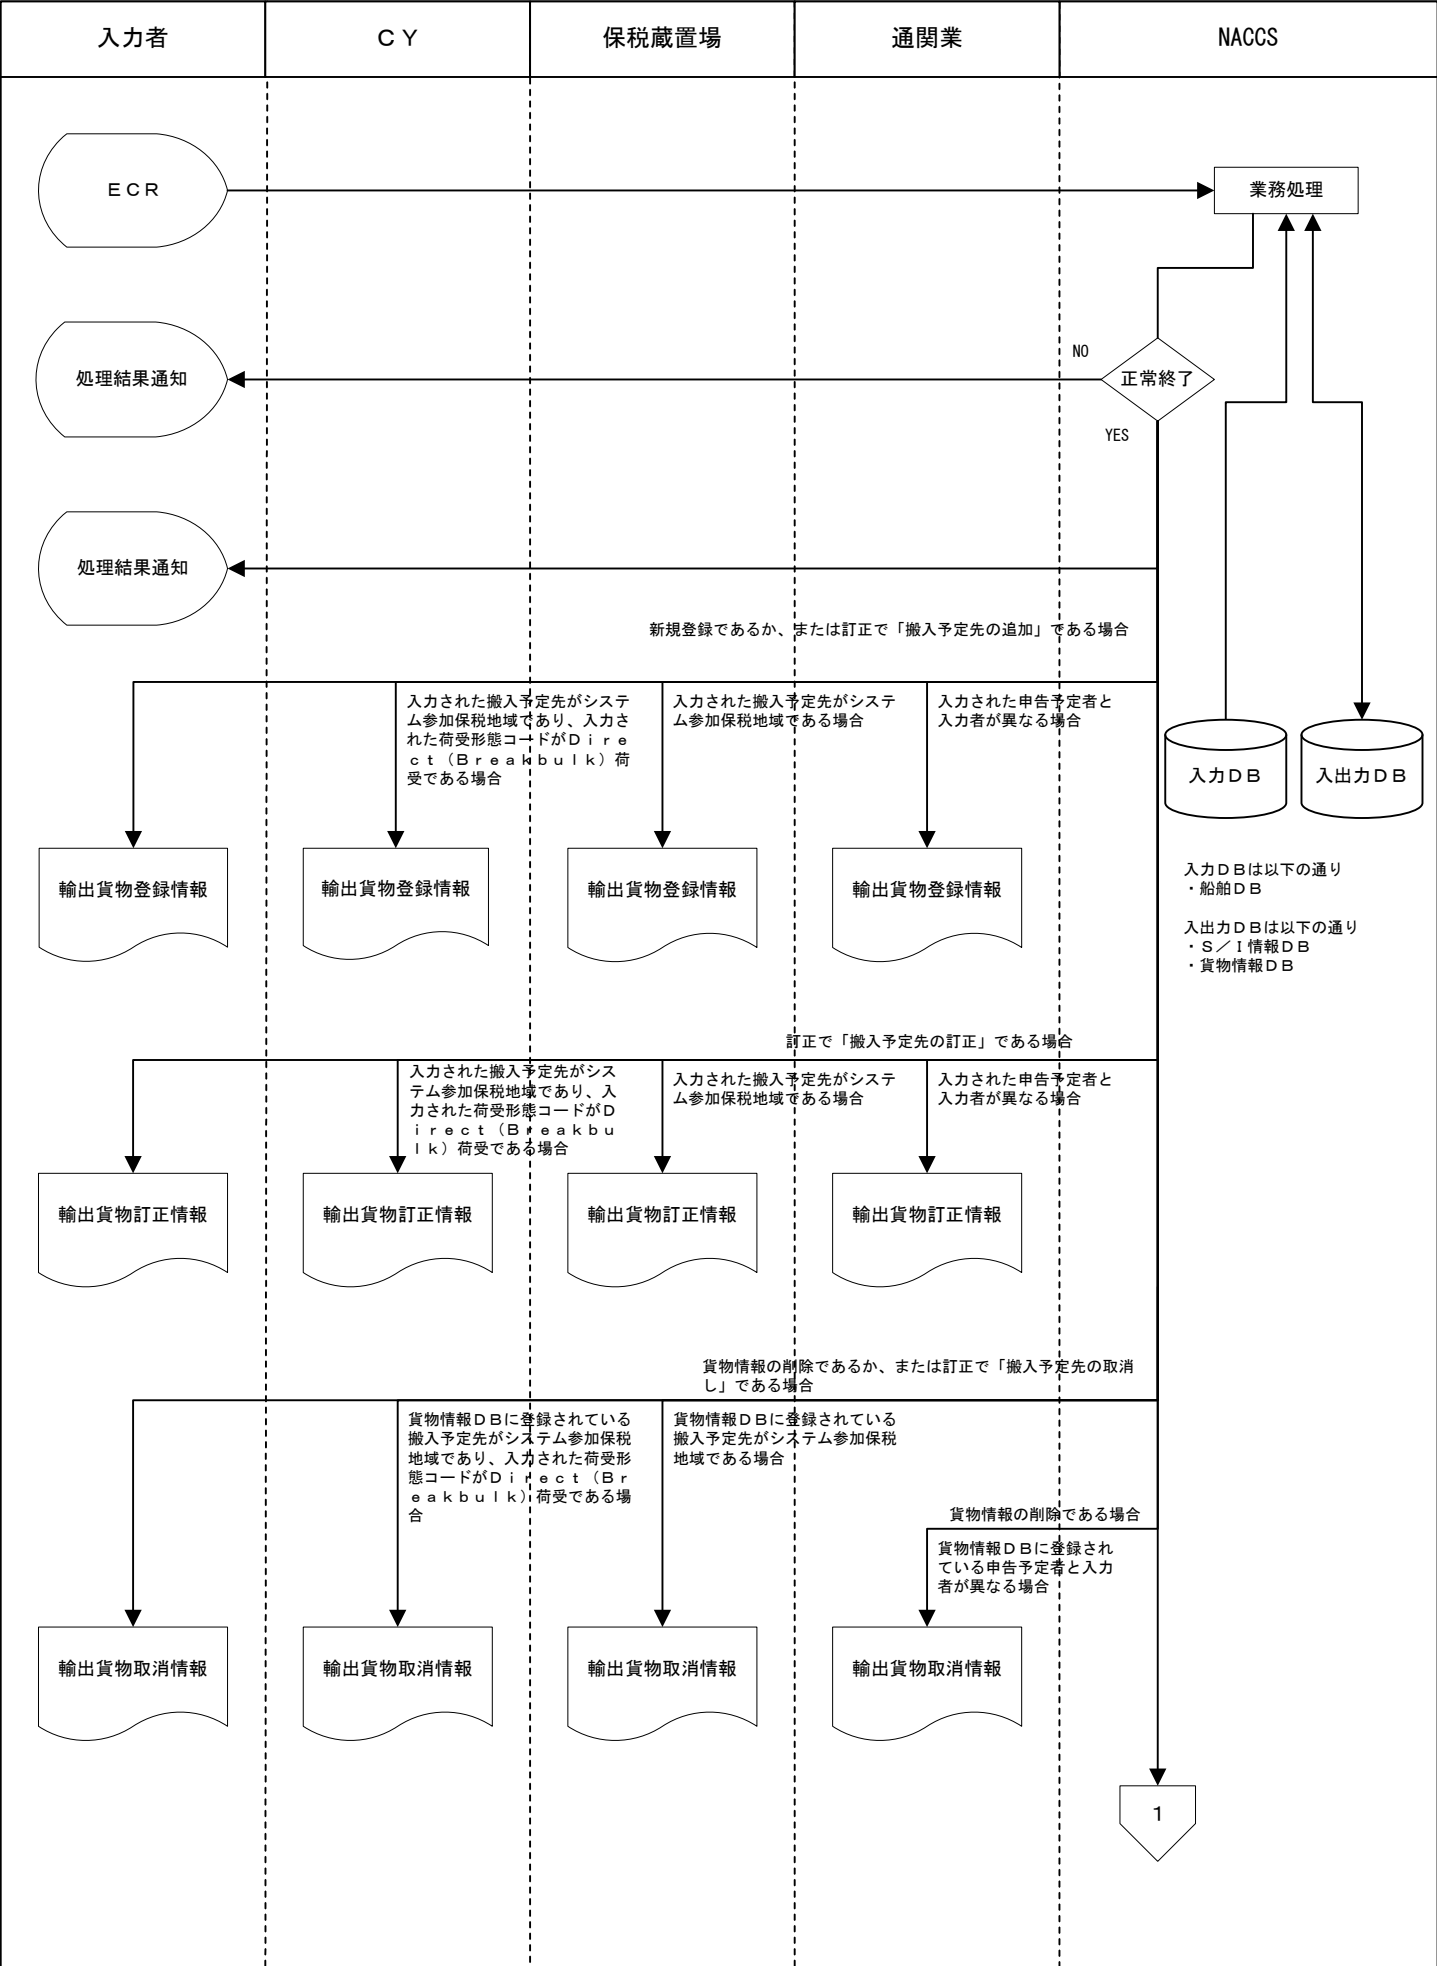 入力者
ＣＹ
保税蔵置場
通関業
NACCS
ＥＣＲ
業務処理
処理結果通知
NO
正常終了
YES
処理結果通知
新規登録であるか、または訂正で「搬入予定先の追加」である場合
入力された搬入予定先がシステ
ム参加保税地域であり、入力さ
れた荷受形態コードがＤｉｒｅ
ｃｔ（Ｂｒｅａｋｂｕｌｋ）荷
受である場合
入力された搬入予定先がシステ
ム参加保税地域である場合
入力された申告予定者と
入力者が異なる場合
入力ＤＢ
入出力ＤＢ
輸出貨物登録情報
輸出貨物登録情報
輸出貨物登録情報
輸出貨物登録情報
入力ＤＢは以下の通り
・船舶ＤＢ
入出力ＤＢは以下の通り
・Ｓ／Ｉ情報ＤＢ
・貨物情報ＤＢ
訂正で「搬入予定先の訂正」である場合
入力された搬入予定先がシス
テム参加保税地域であり、入
力された荷受形態コードがＤ
ｉｒｅｃｔ（Ｂｒｅａｋｂｕ
ｌｋ）荷受である場合
入力された搬入予定先がシステ
ム参加保税地域である場合
入力された申告予定者と
入力者が異なる場合
輸出貨物訂正情報
輸出貨物訂正情報
輸出貨物訂正情報
輸出貨物訂正情報
貨物情報の削除であるか、または訂正で「搬入予定先の取消
し」である場合
貨物情報ＤＢに登録されている
搬入予定先がシステム参加保税
地域であり、入力された荷受形
態コードがＤｉｒｅｃｔ（Ｂｒ
ｅａｋｂｕｌｋ）荷受である場
合
貨物情報ＤＢに登録されている
搬入予定先がシステム参加保税
地域である場合
貨物情報の削除である場合
貨物情報ＤＢに登録され
ている申告予定者と入力
者が異なる場合
輸出貨物取消情報
輸出貨物取消情報
輸出貨物取消情報
輸出貨物取消情報
１